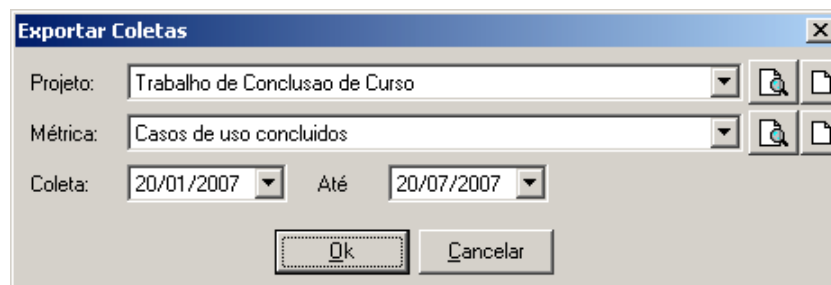 Exportar Coletas
Projeto: Trabalho de Conclusao de Curso
Métrica: Casos de uso concluidos
Coleta: 20/01/2007 Até 20/07/2007
Ok Cancelar